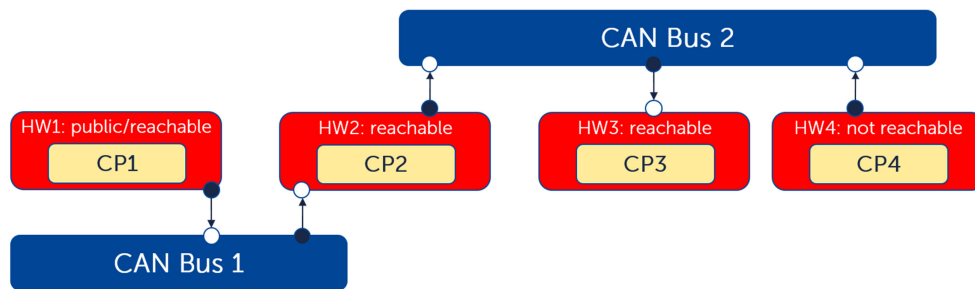 CAN Bus 2
HW1: public/reachable
CP1
HW2: reachable
CP2
HW3: reachable
CP3
HW4: not reachable
CP4
CAN Bus 1